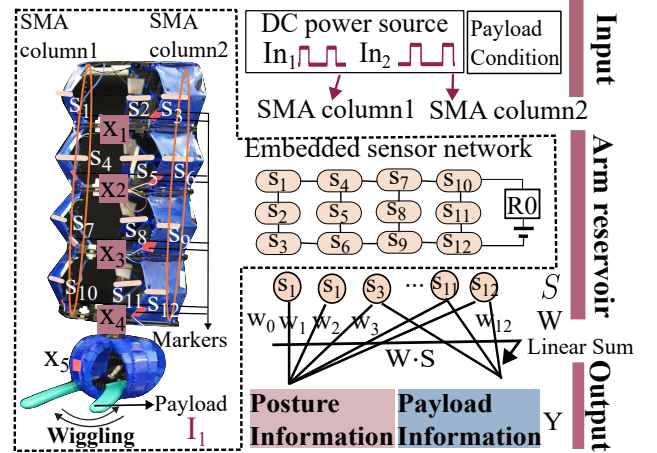 SMA
column1
SMA
column2
S1
S2
S3
X1
S4
S5
S6
X2
S7
S8
S9
X3
S10
S11
S12
X4
Markers
X5
Payload
Wiggling
I1
DC power source
In1
In2
Payload
Condition
Input
SMA column1
SMA column2
Embedded sensor network
S1
S4
S7
S10
S2
S5
S8
S11
S3
S6
S9
S12
R0
Arm reservoir
S1
S1
S3
...
S11
S12
S
w0
w1
w2
w3
w12
W
W·S
Linear Sum
Posture
Information
Payload
Information
Y
Output